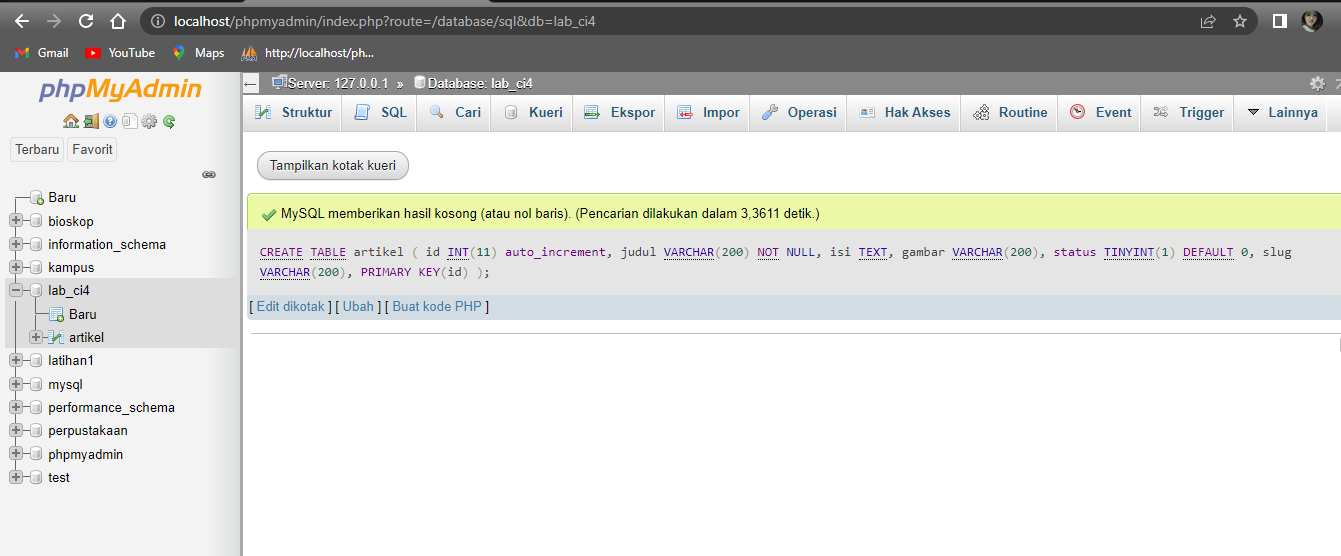 localhost/phpmyadmin/index.php?route=/database/sql&db=lab_ci4
Gmail YouTube Maps http://localhost/ph...
phpMyAdmin
Terbaru Favorit
Baru
bioskop
information_schema
kampus
lab_ci4
Baru
artikel
latihan1
mysql
performance_schema
perpustakaan
phpmyadmin
test
Server: 127.0.0.1 » Database: lab_ci4
Struktur SQL Cari Kueri Ekspor Impor Operasi Hak Akses Routine Event Trigger Lainnya
Tampilkan kotak kueri
MySQL memberikan hasil kosong (atau nol baris). (Pencarian dilakukan dalam 3,3611 detik.)
CREATE TABLE artikel ( id INT(11) auto_increment, judul VARCHAR(200) NOT NULL, isi TEXT, gambar VARCHAR(200), status TINYINT(1) DEFAULT 0, slug
VARCHAR(200), PRIMARY KEY(id) );
[ Edit dikotak ] [ Ubah ] [ Buat kode PHP ]